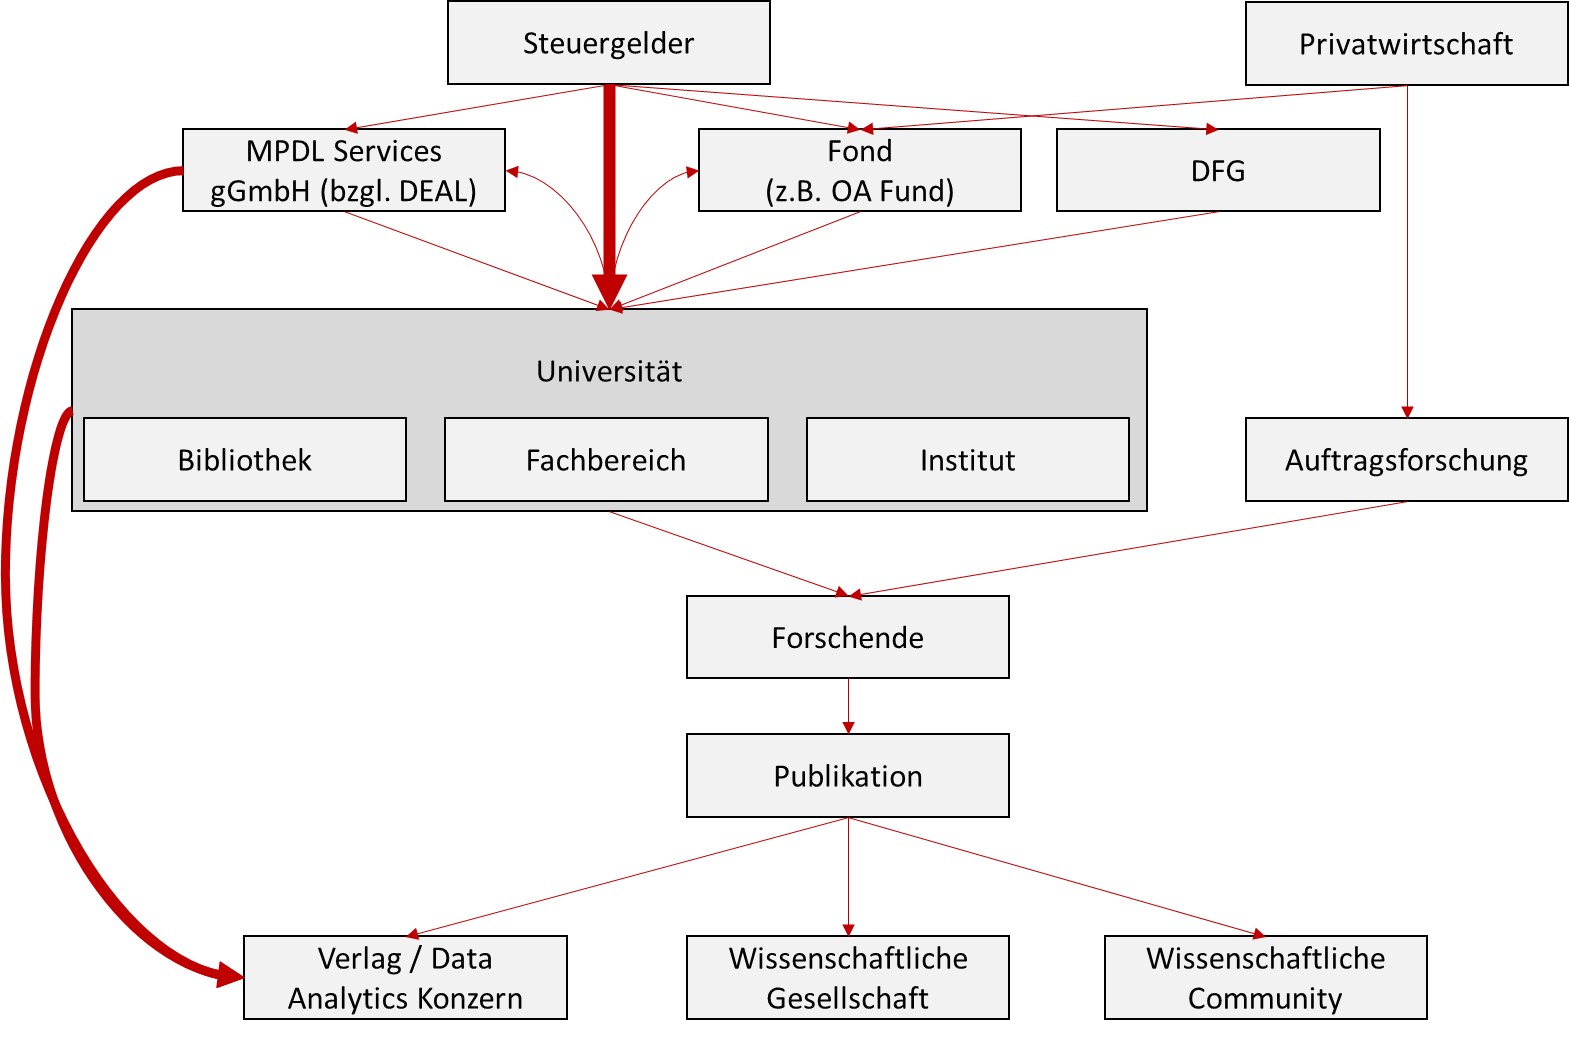 Steuergelder
Privatwirtschaft
MPDL Services
gGmbH (bzgl. DEAL)
Fond
(z.B. OA Fund)
DFG
Universität
Bibliothek
Fachbereich
Institut
Auftragsforschung
Forschende
Publikation
Verlag / Data
Analytics Konzern
Wissenschaftliche
Gesellschaft
Wissenschaftliche
Community